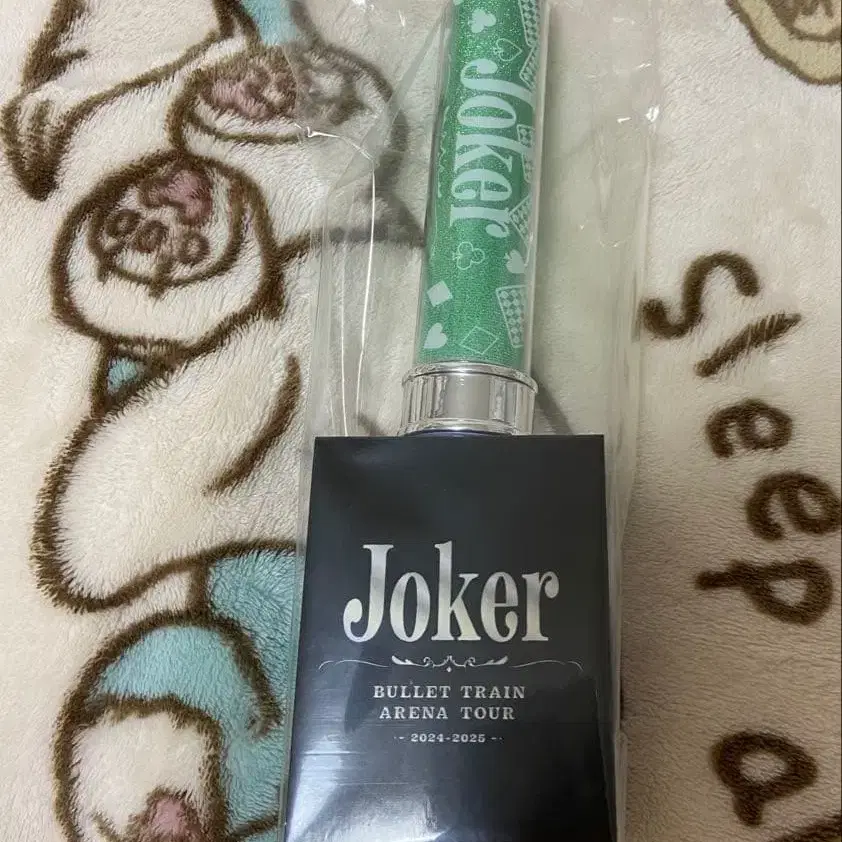 Joker
Joker
BULLET TRAIN
ARENA TOUR
- 2024-2025 -
Sleep a